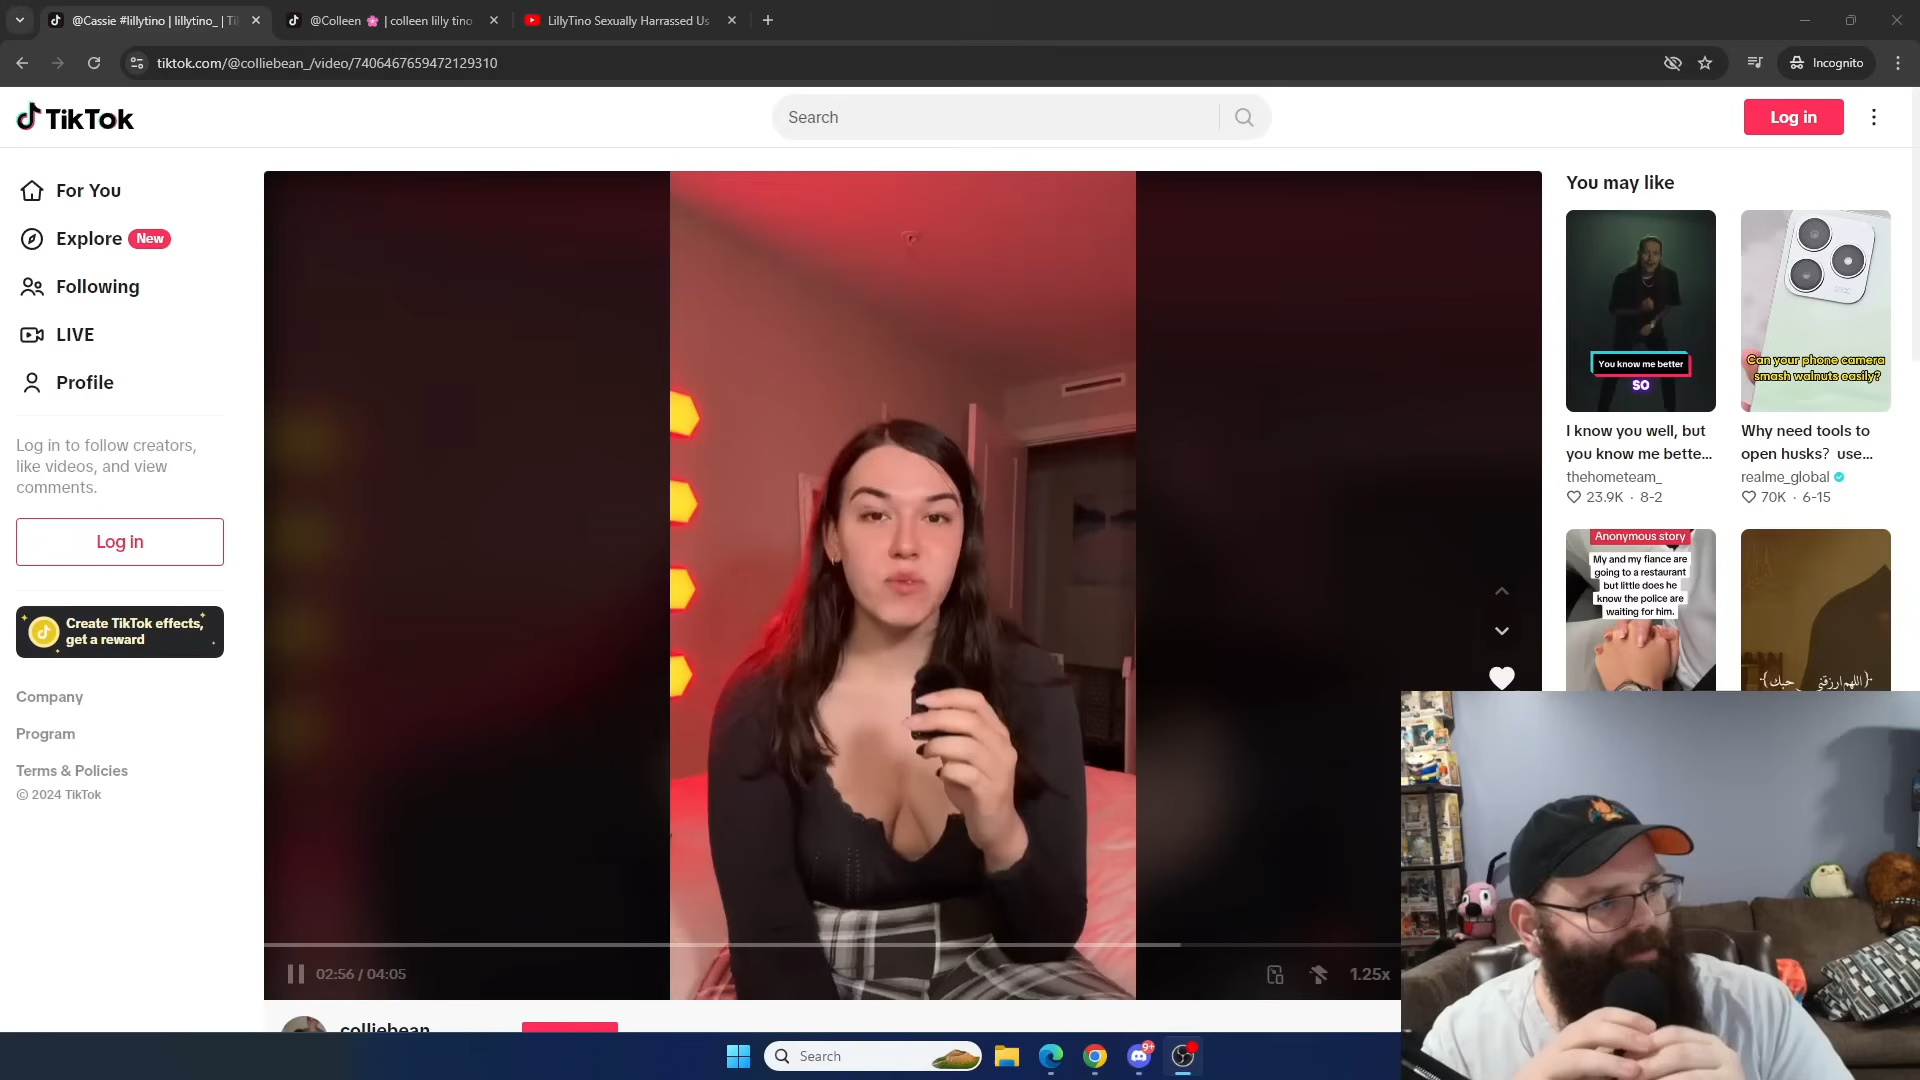 @Cassie #lillytino | lillytino_ | Ti
@Colleen 🌸 | colleen lilly tino
LillyTino Sexually Harrassed Us
tiktok.com/@colliebean_/video/7406467659472129310
Incognito
TikTok
Search
Log in
For You
Explore New
Following
LIVE
Profile
Log in to follow creators,
like videos, and view
comments.
Log in
Create TikTok effects,
get a reward
Company
Program
Terms & Policies
© 2024 TikTok
02:56 / 04:05
1.25x
colliebean
You may like
You know me better
SO
I know you well, but
you know me bette...
thehometeam_
23.9K · 8-2
Can your phone camera
smash walnuts easily?
Why need tools to
open husks? use...
realme_global
70K · 6-15
Anonymous story
My and my fiance are
going to a restaurant
but little does he
know the police are
waiting for him.
Search
9+